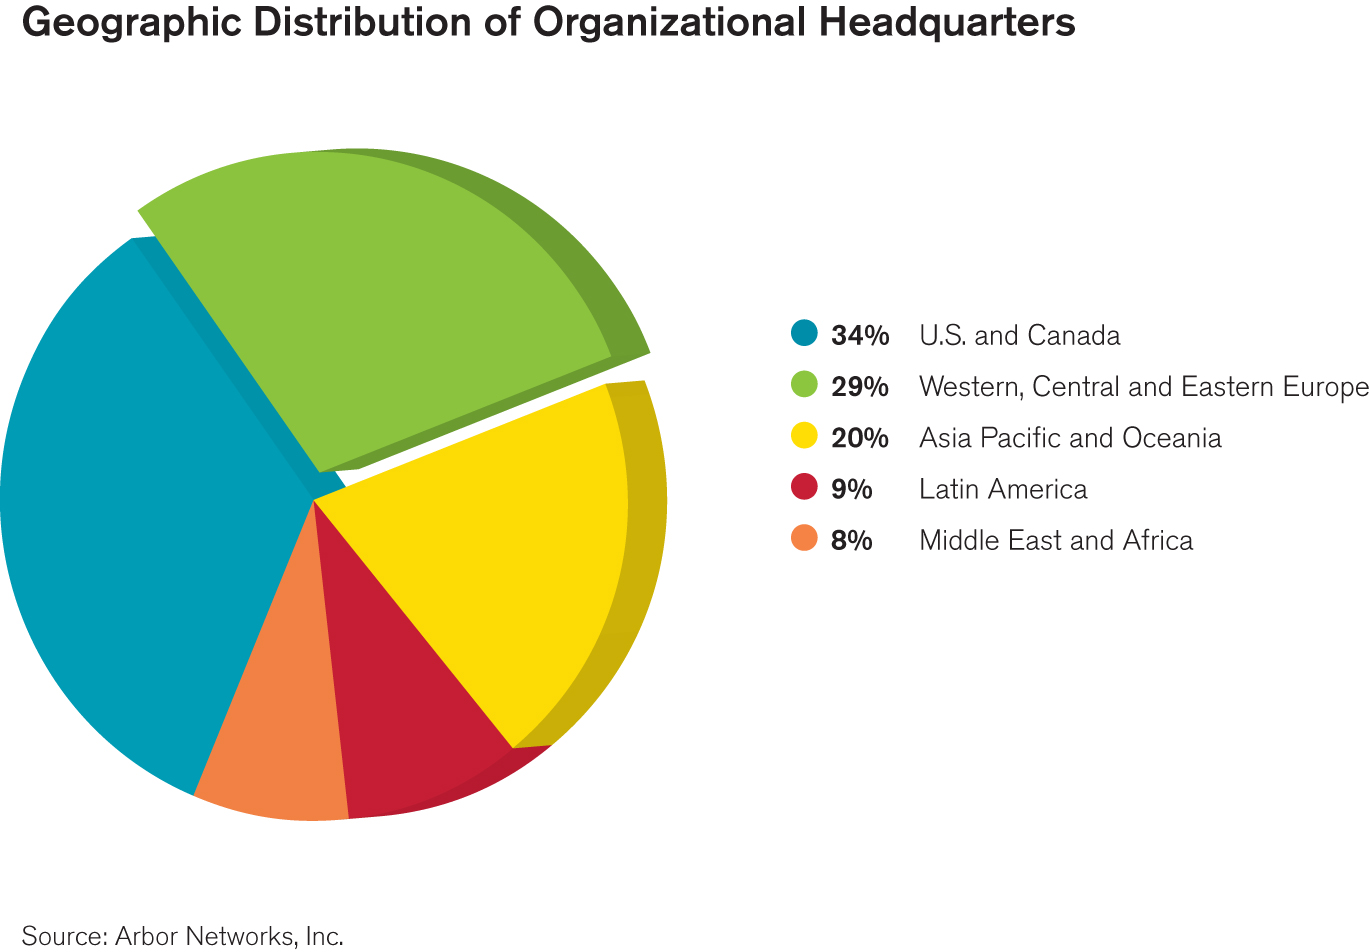 Geographic Distribution of Organizational Headquarters
34% U.S. and Canada
29% Western, Central and Eastern Europe
20% Asia Pacific and Oceania
9% Latin America
8% Middle East and Africa
Source: Arbor Networks, Inc.